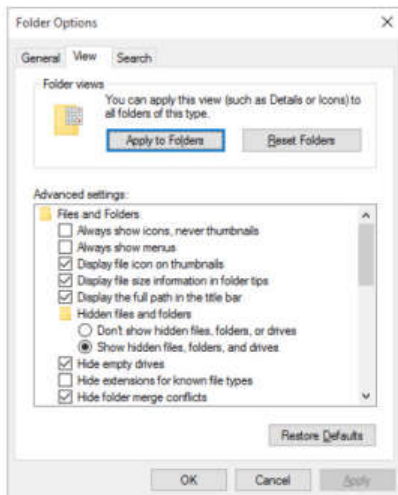 Folder Options
General View Search
Folder views
You can apply this view (such as Details or Icons) to
all folders of this type.
Apply to Folders Reset Folders
Advanced settings:
Files and Folders
Always show icons, never thumbnails
Always show menus
Display file icon on thumbnails
Display file size information in folder tips
Display the full path in the title bar
Hidden files and folders
Don't show hidden files, folders, or drives
Show hidden files, folders, and drives
Hide empty drives
Hide extensions for known file types
Hide folder merge conflicts
Restore Defaults
OK Cancel Apply